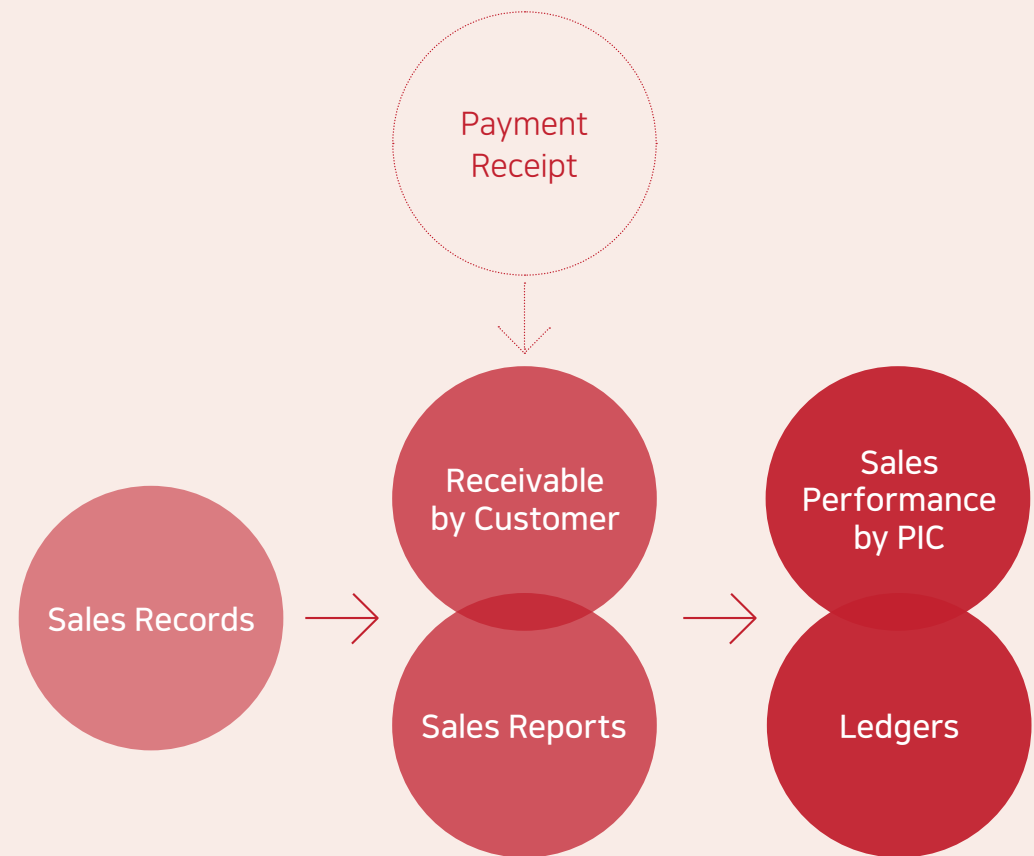 Payment
Receipt
Receivable
by Customer
Sales
Performance
by PIC
Sales Records
Sales Reports
Ledgers